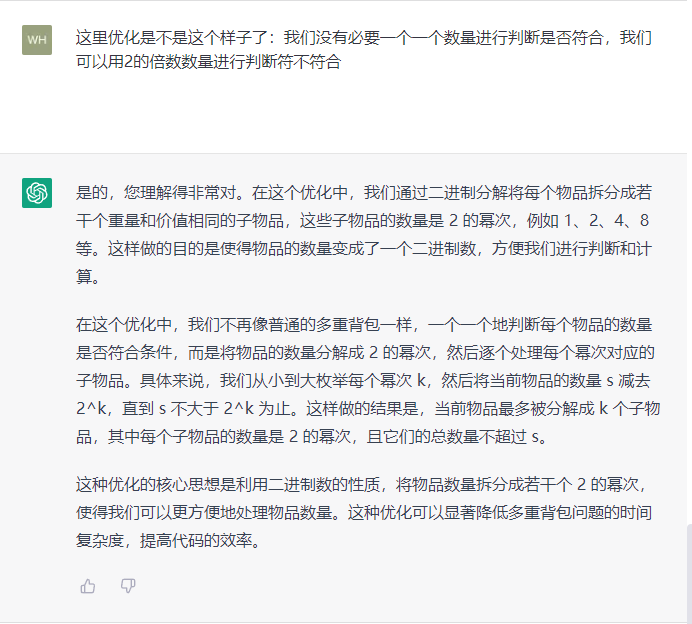 WH
这里优化是不是这个样子了：我们没有必要一个一个数量进行判断是否符合，我们
可以用2的倍数数量进行判断符不符合
是的，您理解得非常对。在这个优化中，我们通过二进制分解将每个物品拆分成若
干个重量和价值相同的子物品，这些子物品的数量是 2 的幂次，例如 1、2、4、8
等。这样做的目的是使得物品的数量变成了一个二进制数，方便我们进行判断和计
算。
在这个优化中，我们不再像普通的多重背包一样，一个一个地判断每个物品的数量
是否符合条件，而是将物品的数量分解成 2 的幂次，然后逐个处理每个幂次对应的
子物品。具体来说，我们从小到大枚举每个幂次 k，然后将当前物品的数量 s 减去
2^k，直到 s 不大于 2^k 为止。这样做的结果是，当前物品最多被分解成 k 个子物
品，其中每个子物品的数量是 2 的幂次，且它们的总数量不超过 s。
这种优化的核心思想是利用二进制数的性质，将物品数量拆分成若干个 2 的幂次，
使得我们可以更方便地处理物品数量。这种优化可以显著降低多重背包问题的时间
复杂度，提高代码的效率。